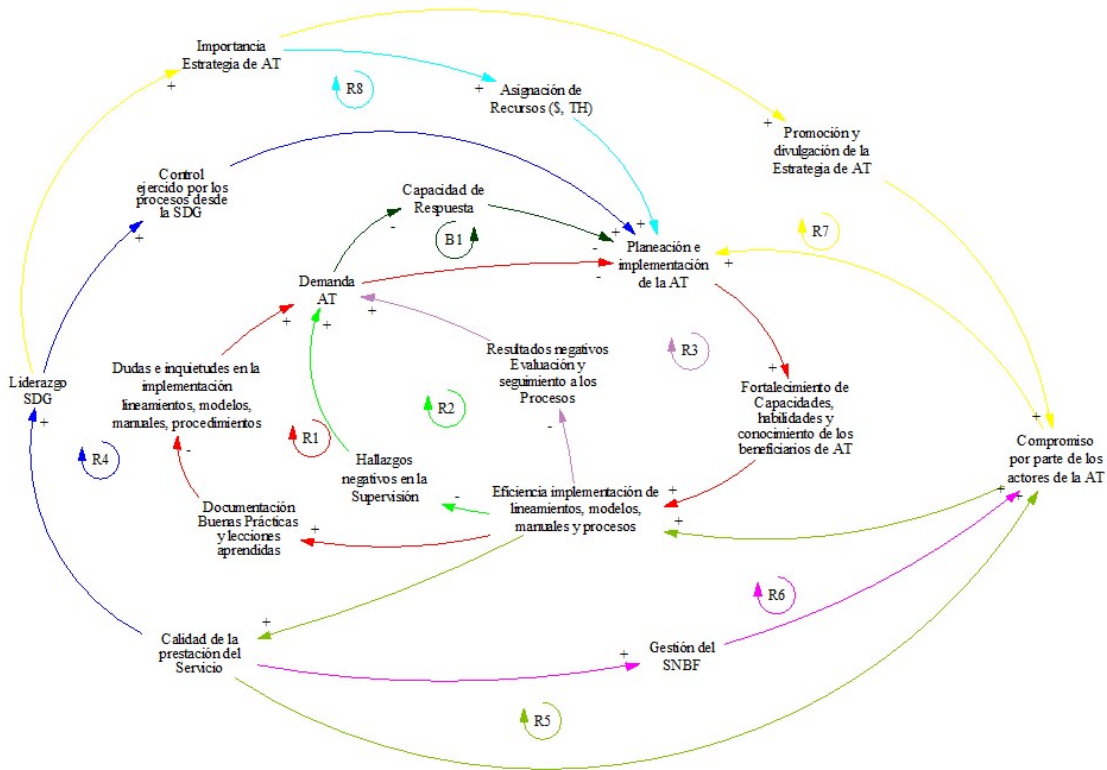 Importancia
Estrategia de AT
R8
Asignación de
Recursos ($, TH)
+
+
+
Promoción y
divulgación de la
Estrategia de AT
Control
ejercido por los
procesos desde
la SDG
+
Capacidad de
Respuesta
-
B1
+
+
-
-
+
Planeación e
implementación
de la AT
R7
Demanda
AT
+
+
+
Resultados negativos
Evaluación y
seguimiento a los
Procesos
-
R3
+
Dudas e inquietudes en la
implementación
lineamientos, modelos,
manuales, procedimientos
-
Liderazgo
SDG
+
R4
R1
R2
Fortalecimiento de
Capacidades,
habilidades y
conocimiento de los
beneficiarios de AT
+
Compromiso
por parte de los
actores de la AT
+
+
Hallazgos
negativos en la
Supervisión
-
Eficiencia implementación de
lineamientos, modelos,
manuales y procesos
+
+
Documentación
Buenas Prácticas
y lecciones
aprendidas
+
R6
Calidad de la
prestación del
Servicio
+
+
Gestión del
SNBF
R5